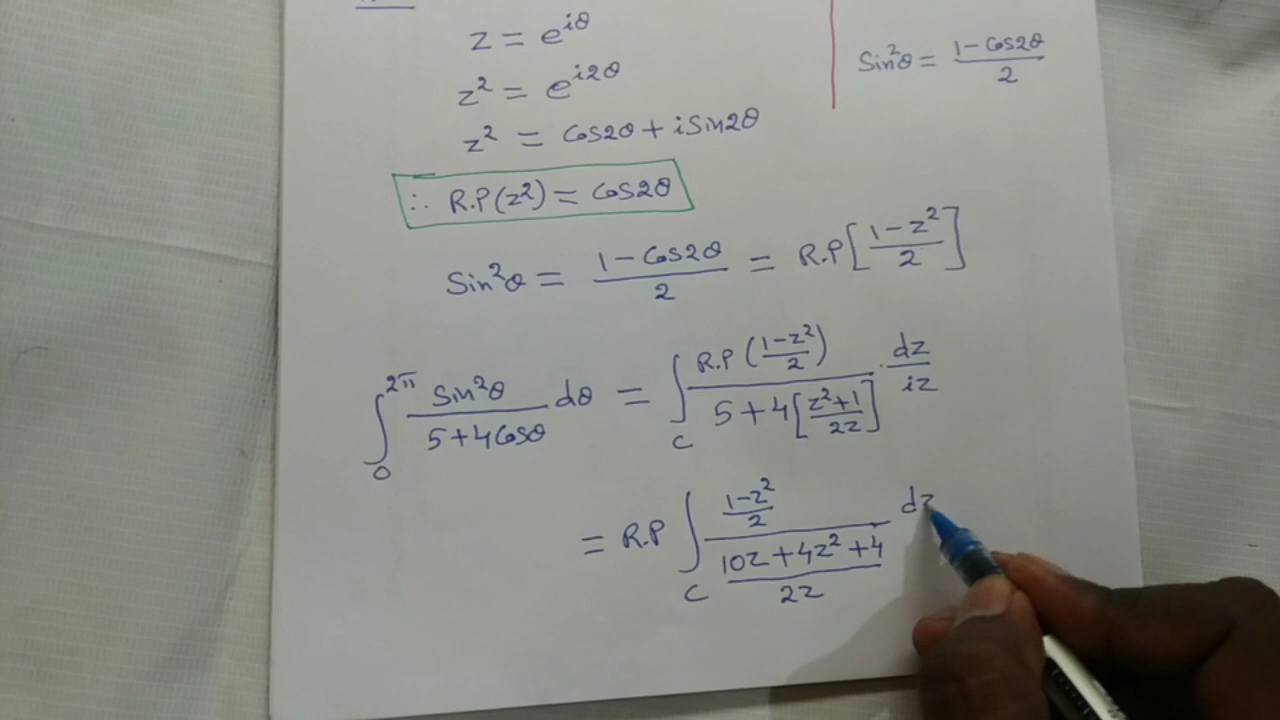 z = e^{iθ}
Sin²θ = (1 - Cos2θ)/2
z² = e^{i2θ}
z² = Cos2θ + iSin2θ
∴ R.P(z²) = Cos2θ
Sin²θ = (1 - Cos2θ)/2 = R.P[(1 - z²)/2]
∫₀^{2π} Sin²θ/(5+4Cosθ) dθ = ∫_C R.P((1-z²)/2)/(5+4[(z²+1)/2z]) · dz/iz
= R.P ∫_C ((1-z²)/2)/((10z+4z²+4)/2z) dz